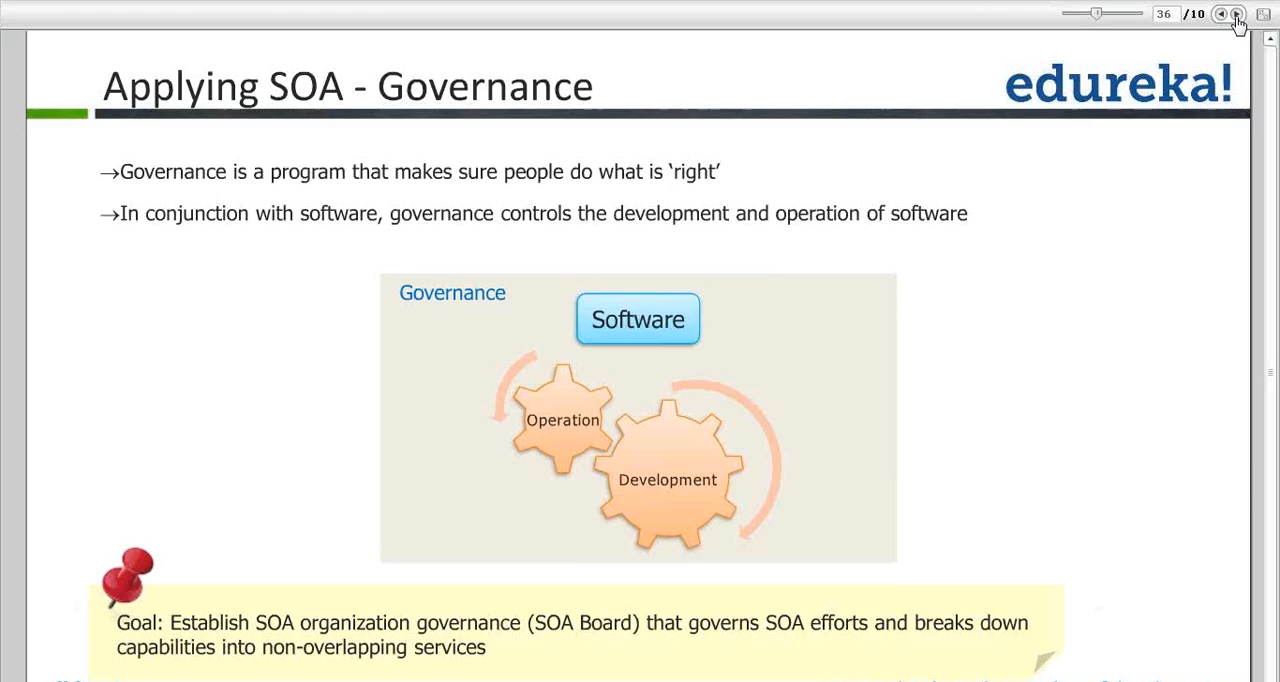 36 /10
Applying SOA - Governance
edureka!
→Governance is a program that makes sure people do what is ‘right’
→In conjunction with software, governance controls the development and operation of software
Governance
Software
Operation
Development
Goal: Establish SOA organization governance (SOA Board) that governs SOA efforts and breaks down
capabilities into non-overlapping services